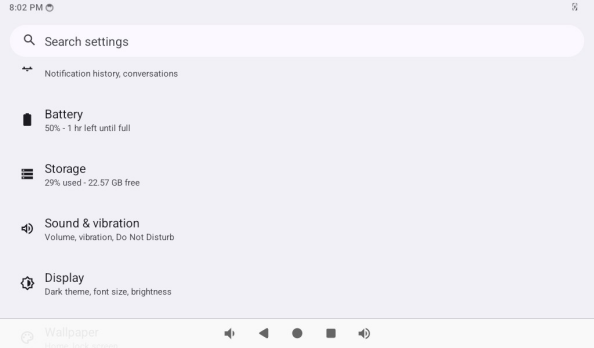 8:02 PM
Search settings
Notification history, conversations
Battery
50% - 1 hr left until full
Storage
29% used - 22.57 GB free
Sound & vibration
Volume, vibration, Do Not Disturb
Display
Dark theme, font size, brightness
Wallpaper